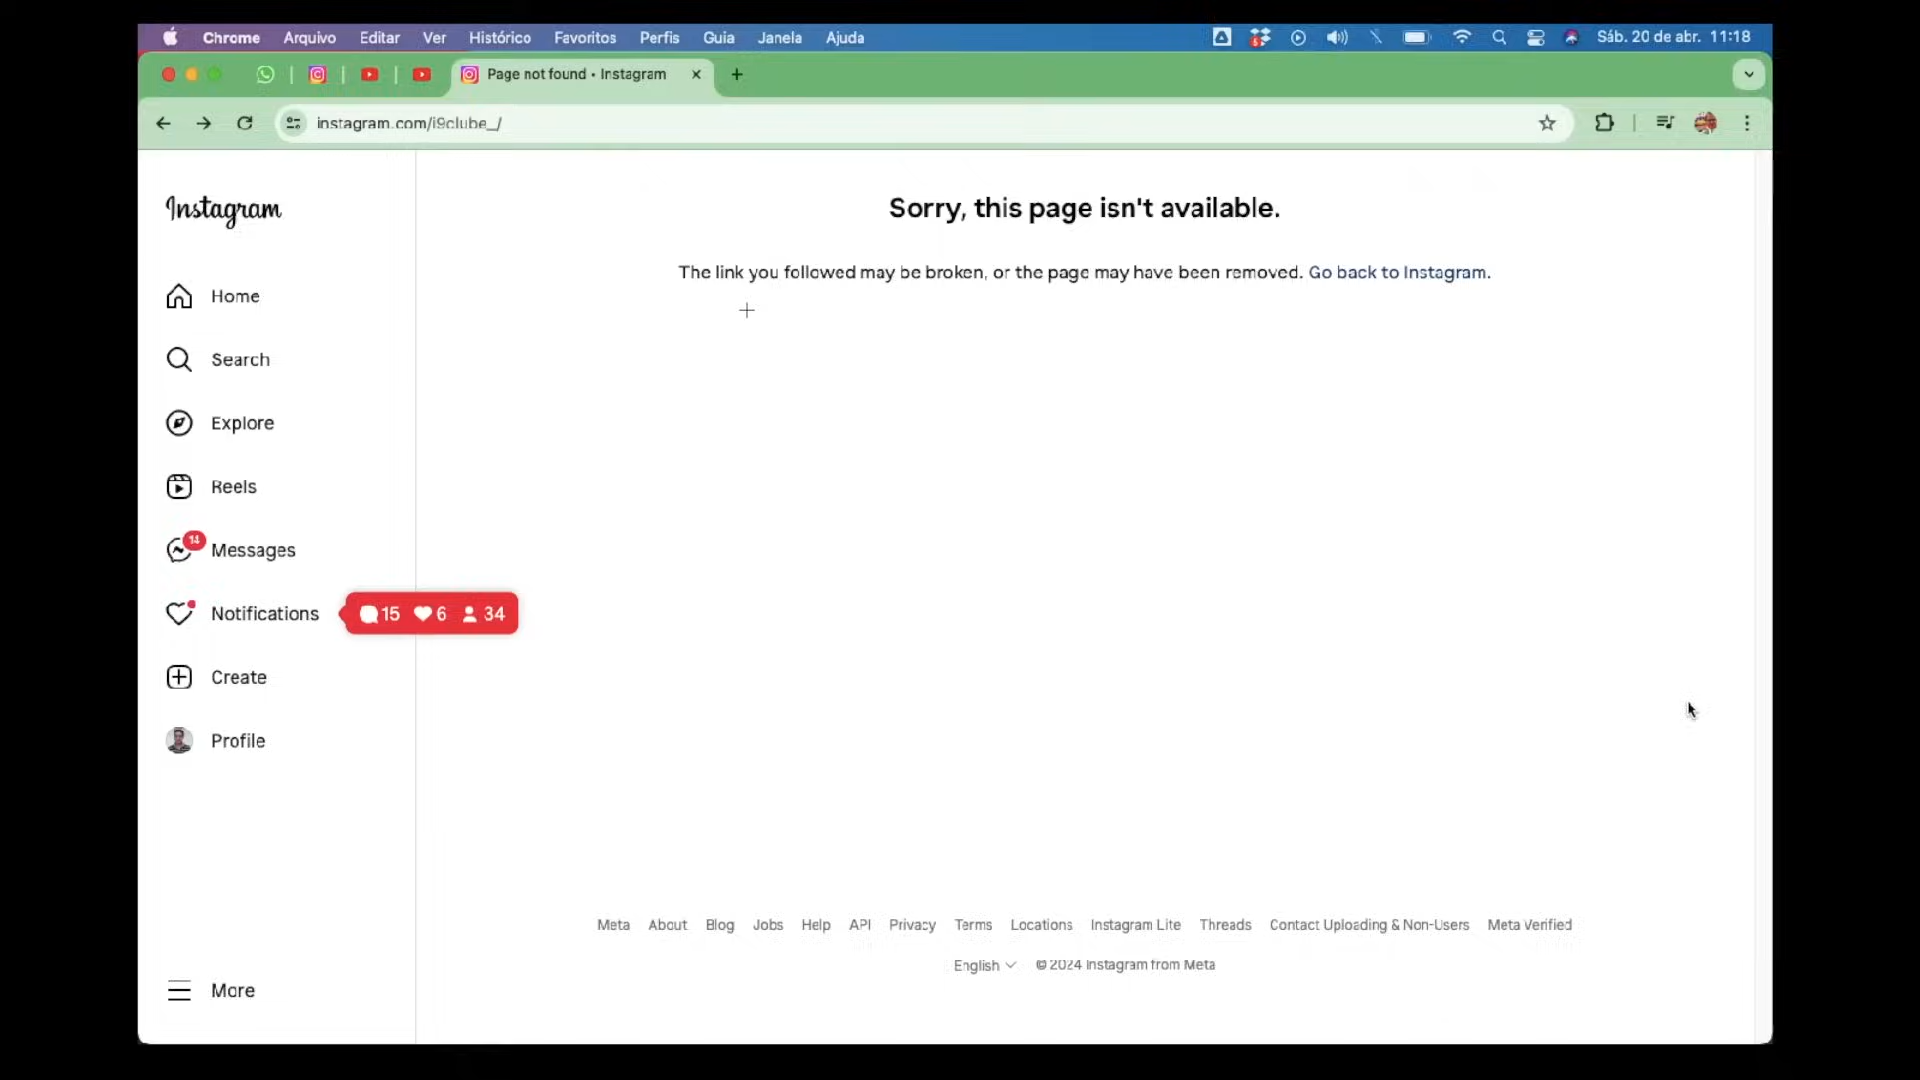 Chrome Arquivo Editar Ver Histórico Favoritos Perfis Guia Janela Ajuda Sáb. 20 de abr. 11:18
Page not found • Instagram
instagram.com/i9clube_/
Instagram
Sorry, this page isn't available.
The link you followed may be broken, or the page may have been removed. Go back to Instagram.
Home
Search
Explore
Reels
14
Messages
Notifications 15 6 34
Create
Profile
Meta About Blog Jobs Help API Privacy Terms Locations Instagram Lite Threads Contact Uploading & Non-Users Meta Verified
English © 2024 Instagram from Meta
More